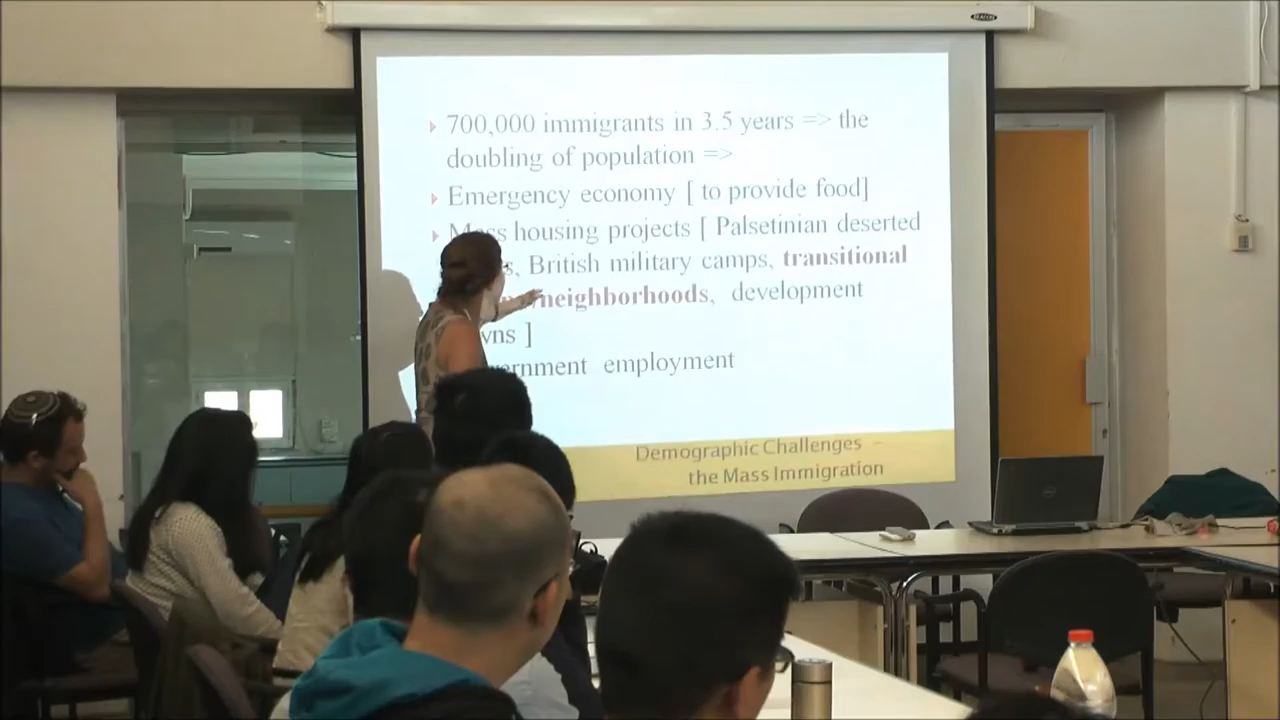 700,000 immigrants in 3.5 years => the
doubling of population =>
Emergency economy [ to provide food]
housing projects [ Palsetinian deserted
British military camps, transitional
neighborhoods, development
]
employment
Demographic Challenges
the Mass Immigration